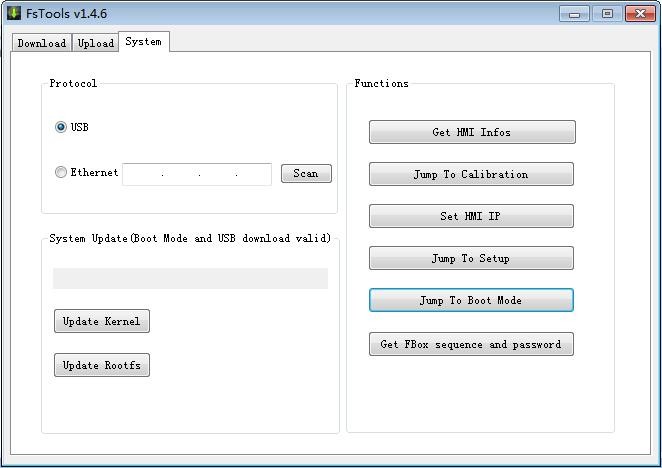 FsTools v1.4.6
Download Upload System
Protocol
USB
Ethernet . . . Scan
System Update(Boot Mode and USB download valid)
Update Kernel
Update Rootfs
Functions
Get HMI Infos
Jump To Calibration
Set HMI IP
Jump To Setup
Jump To Boot Mode
Get FBox sequence and password